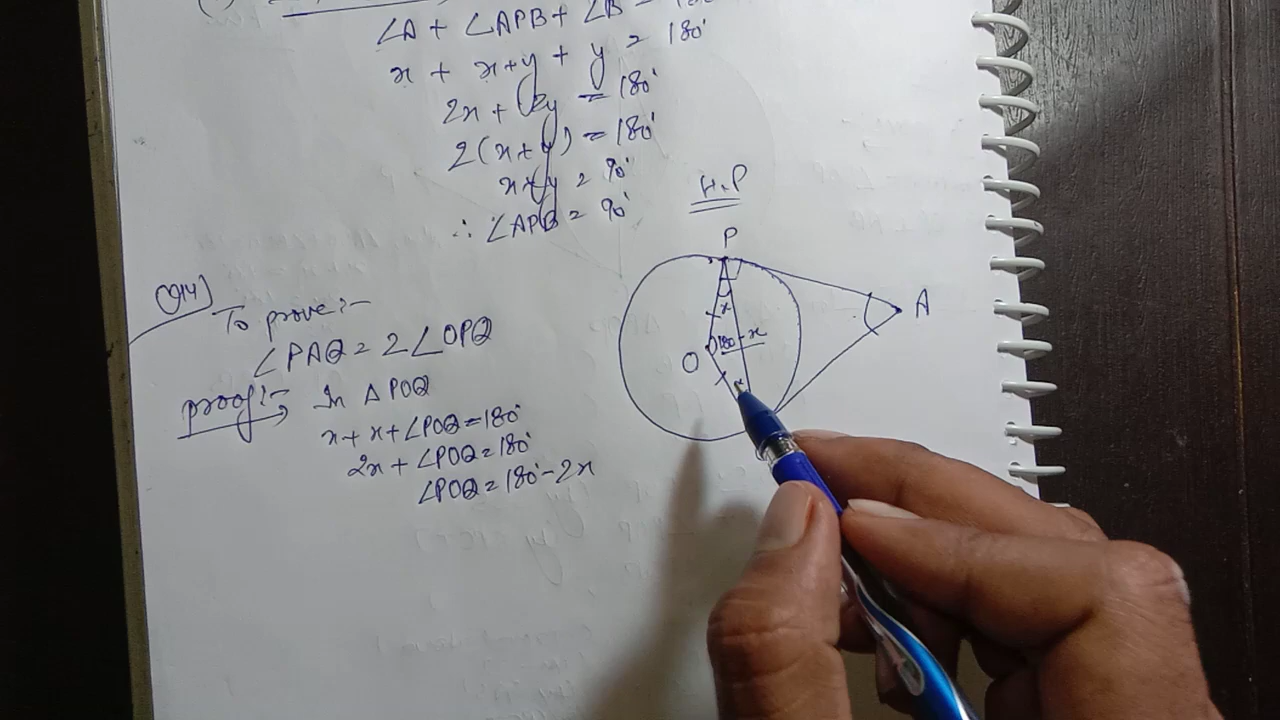 ∠A + ∠APB + ∠B =
x + x+y + y = 180°
2x + 2y = 180°
2(x+y) = 180°
x+y = 90°
∴ ∠APB = 90°
H.P
Q14)
To prove:-
∠PAQ = 2∠OPQ
proof:- In △POQ
x + x + ∠POQ = 180°
2x + ∠POQ = 180°
∠POQ = 180° - 2x
P
A
x
O
180 - x
x